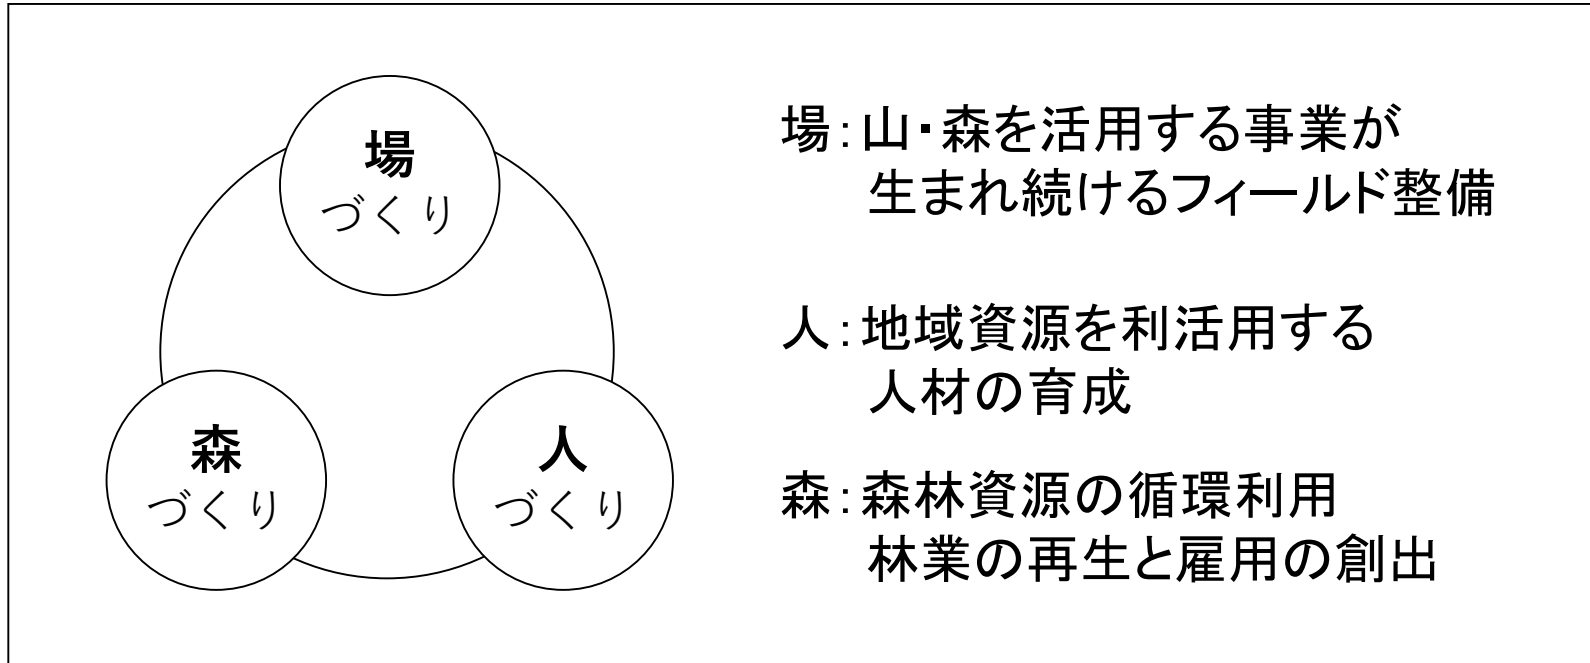 場
づくり
森
づくり
人
づくり
場：山・森を活用する事業が
生まれ続けるフィールド整備
人：地域資源を利活用する
人材の育成
森：森林資源の循環利用
林業の再生と雇用の創出